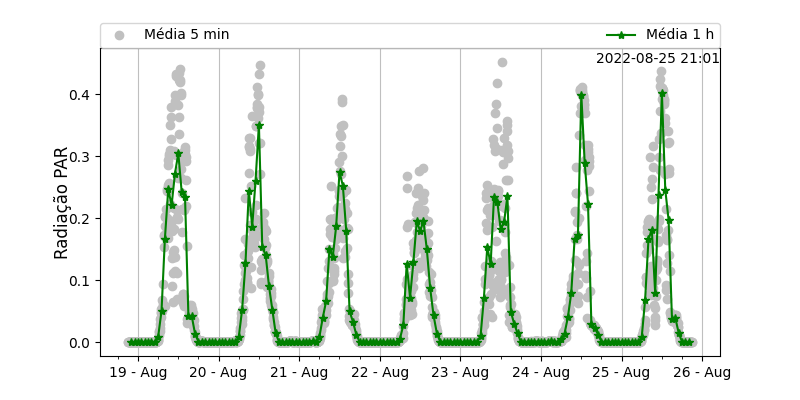 Média 5 min
Média 1 h
2022-08-25 21:01
Radiação PAR
0.4
0.3
0.2
0.1
0.0
19 - Aug
20 - Aug
21 - Aug
22 - Aug
23 - Aug
24 - Aug
25 - Aug
26 - Aug